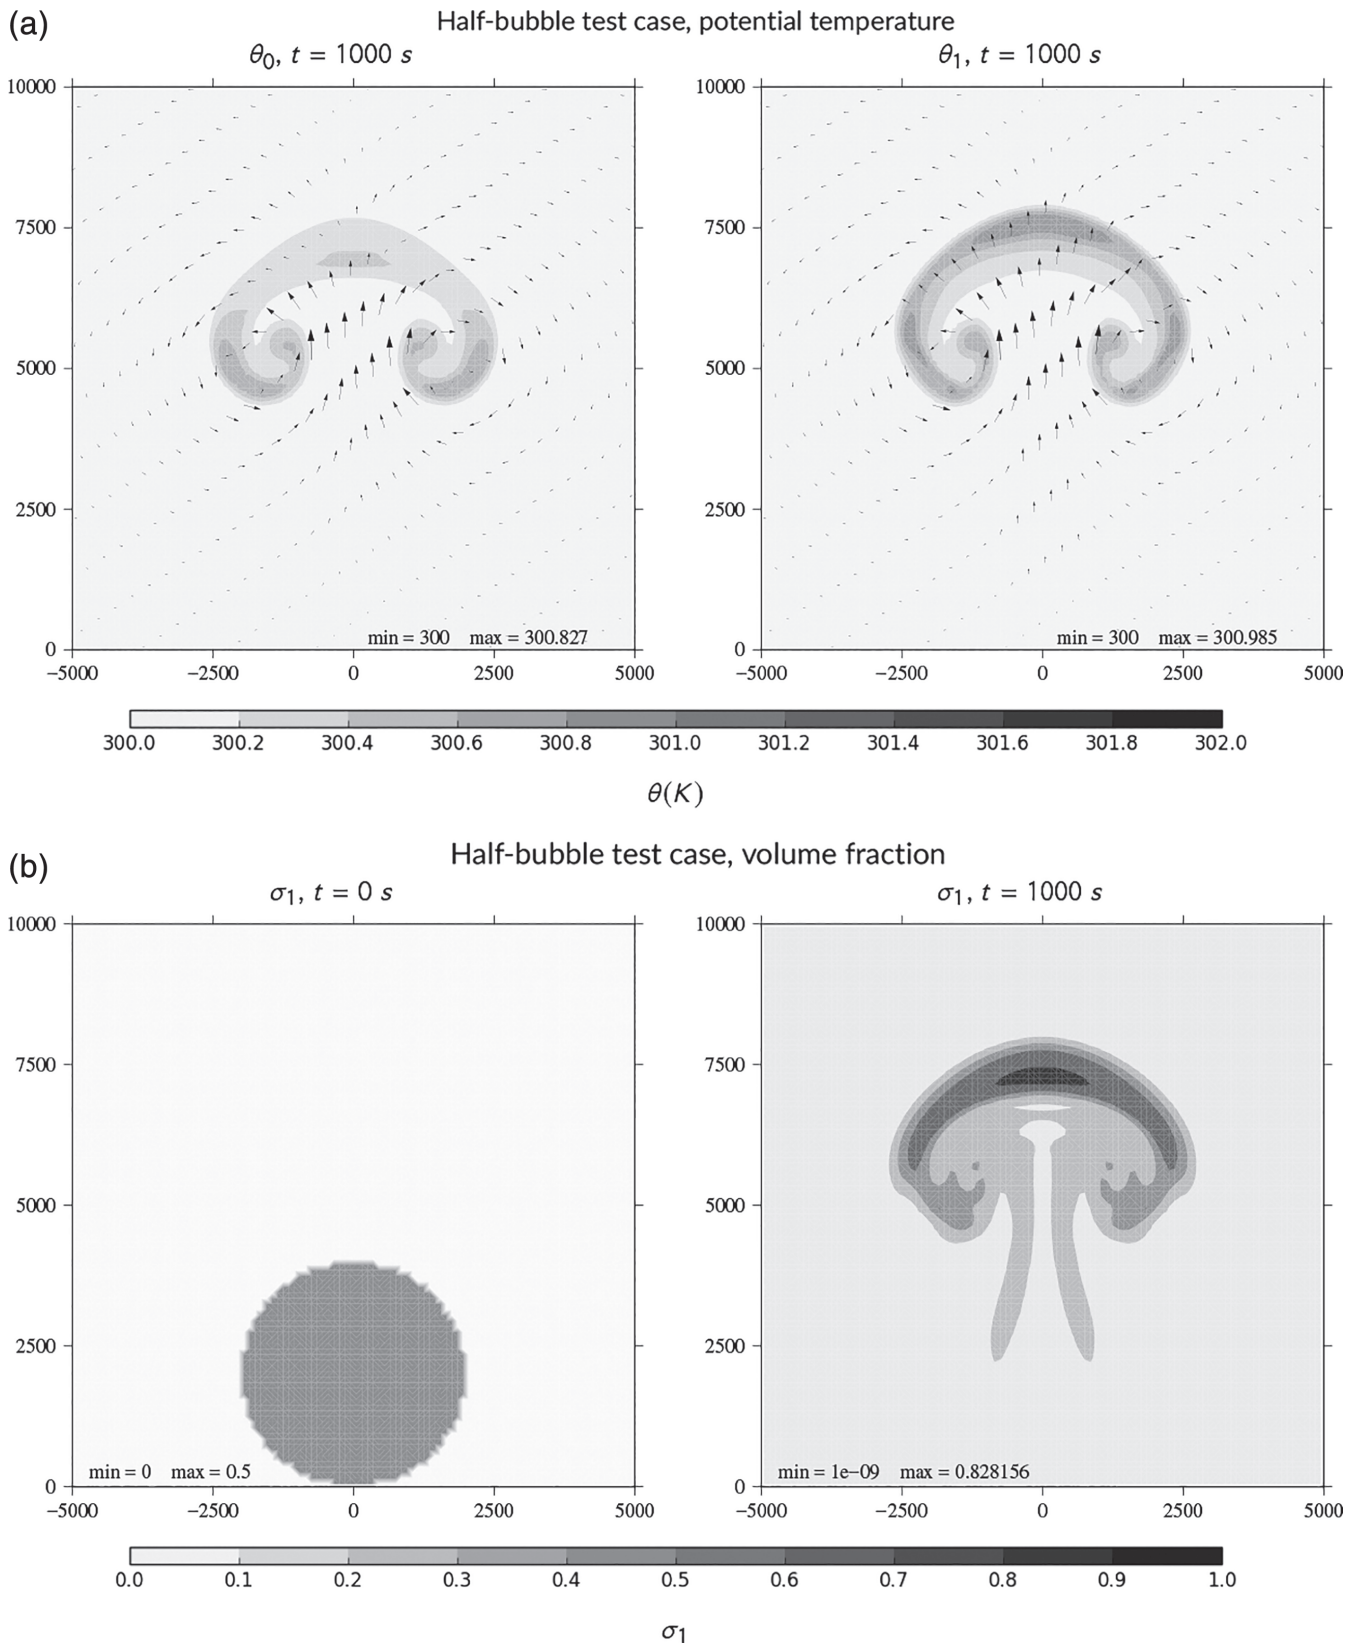 (a)
Half-bubble test case, potential temperature
θ0, t = 1000 s
θ1, t = 1000 s
10000
7500
5000
2500
0
min = 300 max = 300.827
−5000 −2500 0 2500 5000
10000
7500
5000
2500
0
min = 300 max = 300.985
−5000 −2500 0 2500 5000
300.0 300.2 300.4 300.6 300.8 301.0 301.2 301.4 301.6 301.8 302.0
θ(K)
(b)
Half-bubble test case, volume fraction
σ1, t = 0 s
σ1, t = 1000 s
10000
7500
5000
2500
0
min = 0 max = 0.5
−5000 −2500 0 2500 5000
10000
7500
5000
2500
0
min = 1e−09 max = 0.828156
−5000 −2500 0 2500 5000
0.0 0.1 0.2 0.3 0.4 0.5 0.6 0.7 0.8 0.9 1.0
σ1